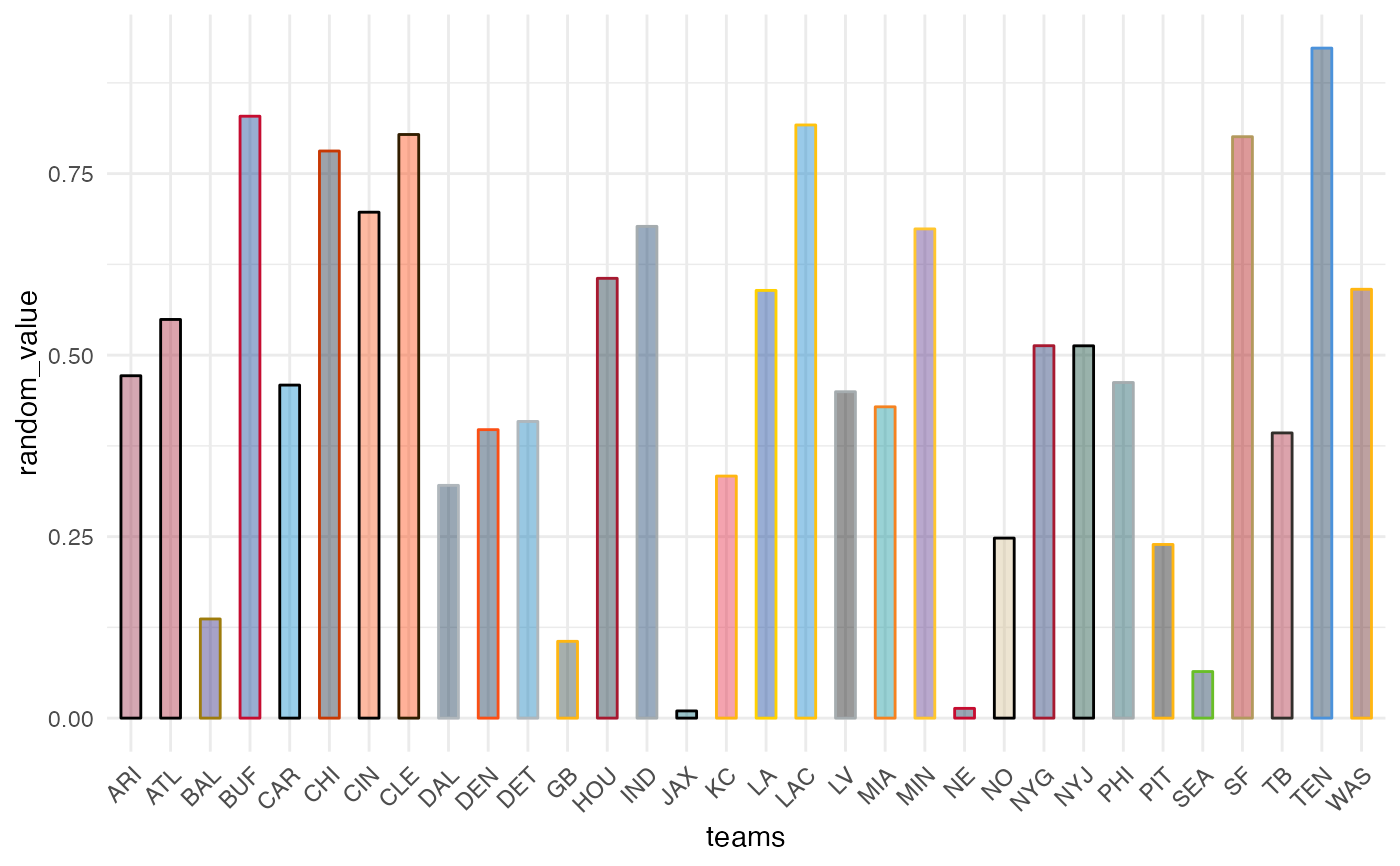 random_value
0.75
0.50
0.25
0.00
ARI ATL BAL BUF CAR CHI CIN CLE DAL DEN DET GB HOU IND JAX KC LA LAC LV MIA MIN NE NO NYG NYJ PHI PIT SEA SF TB TEN WAS
teams